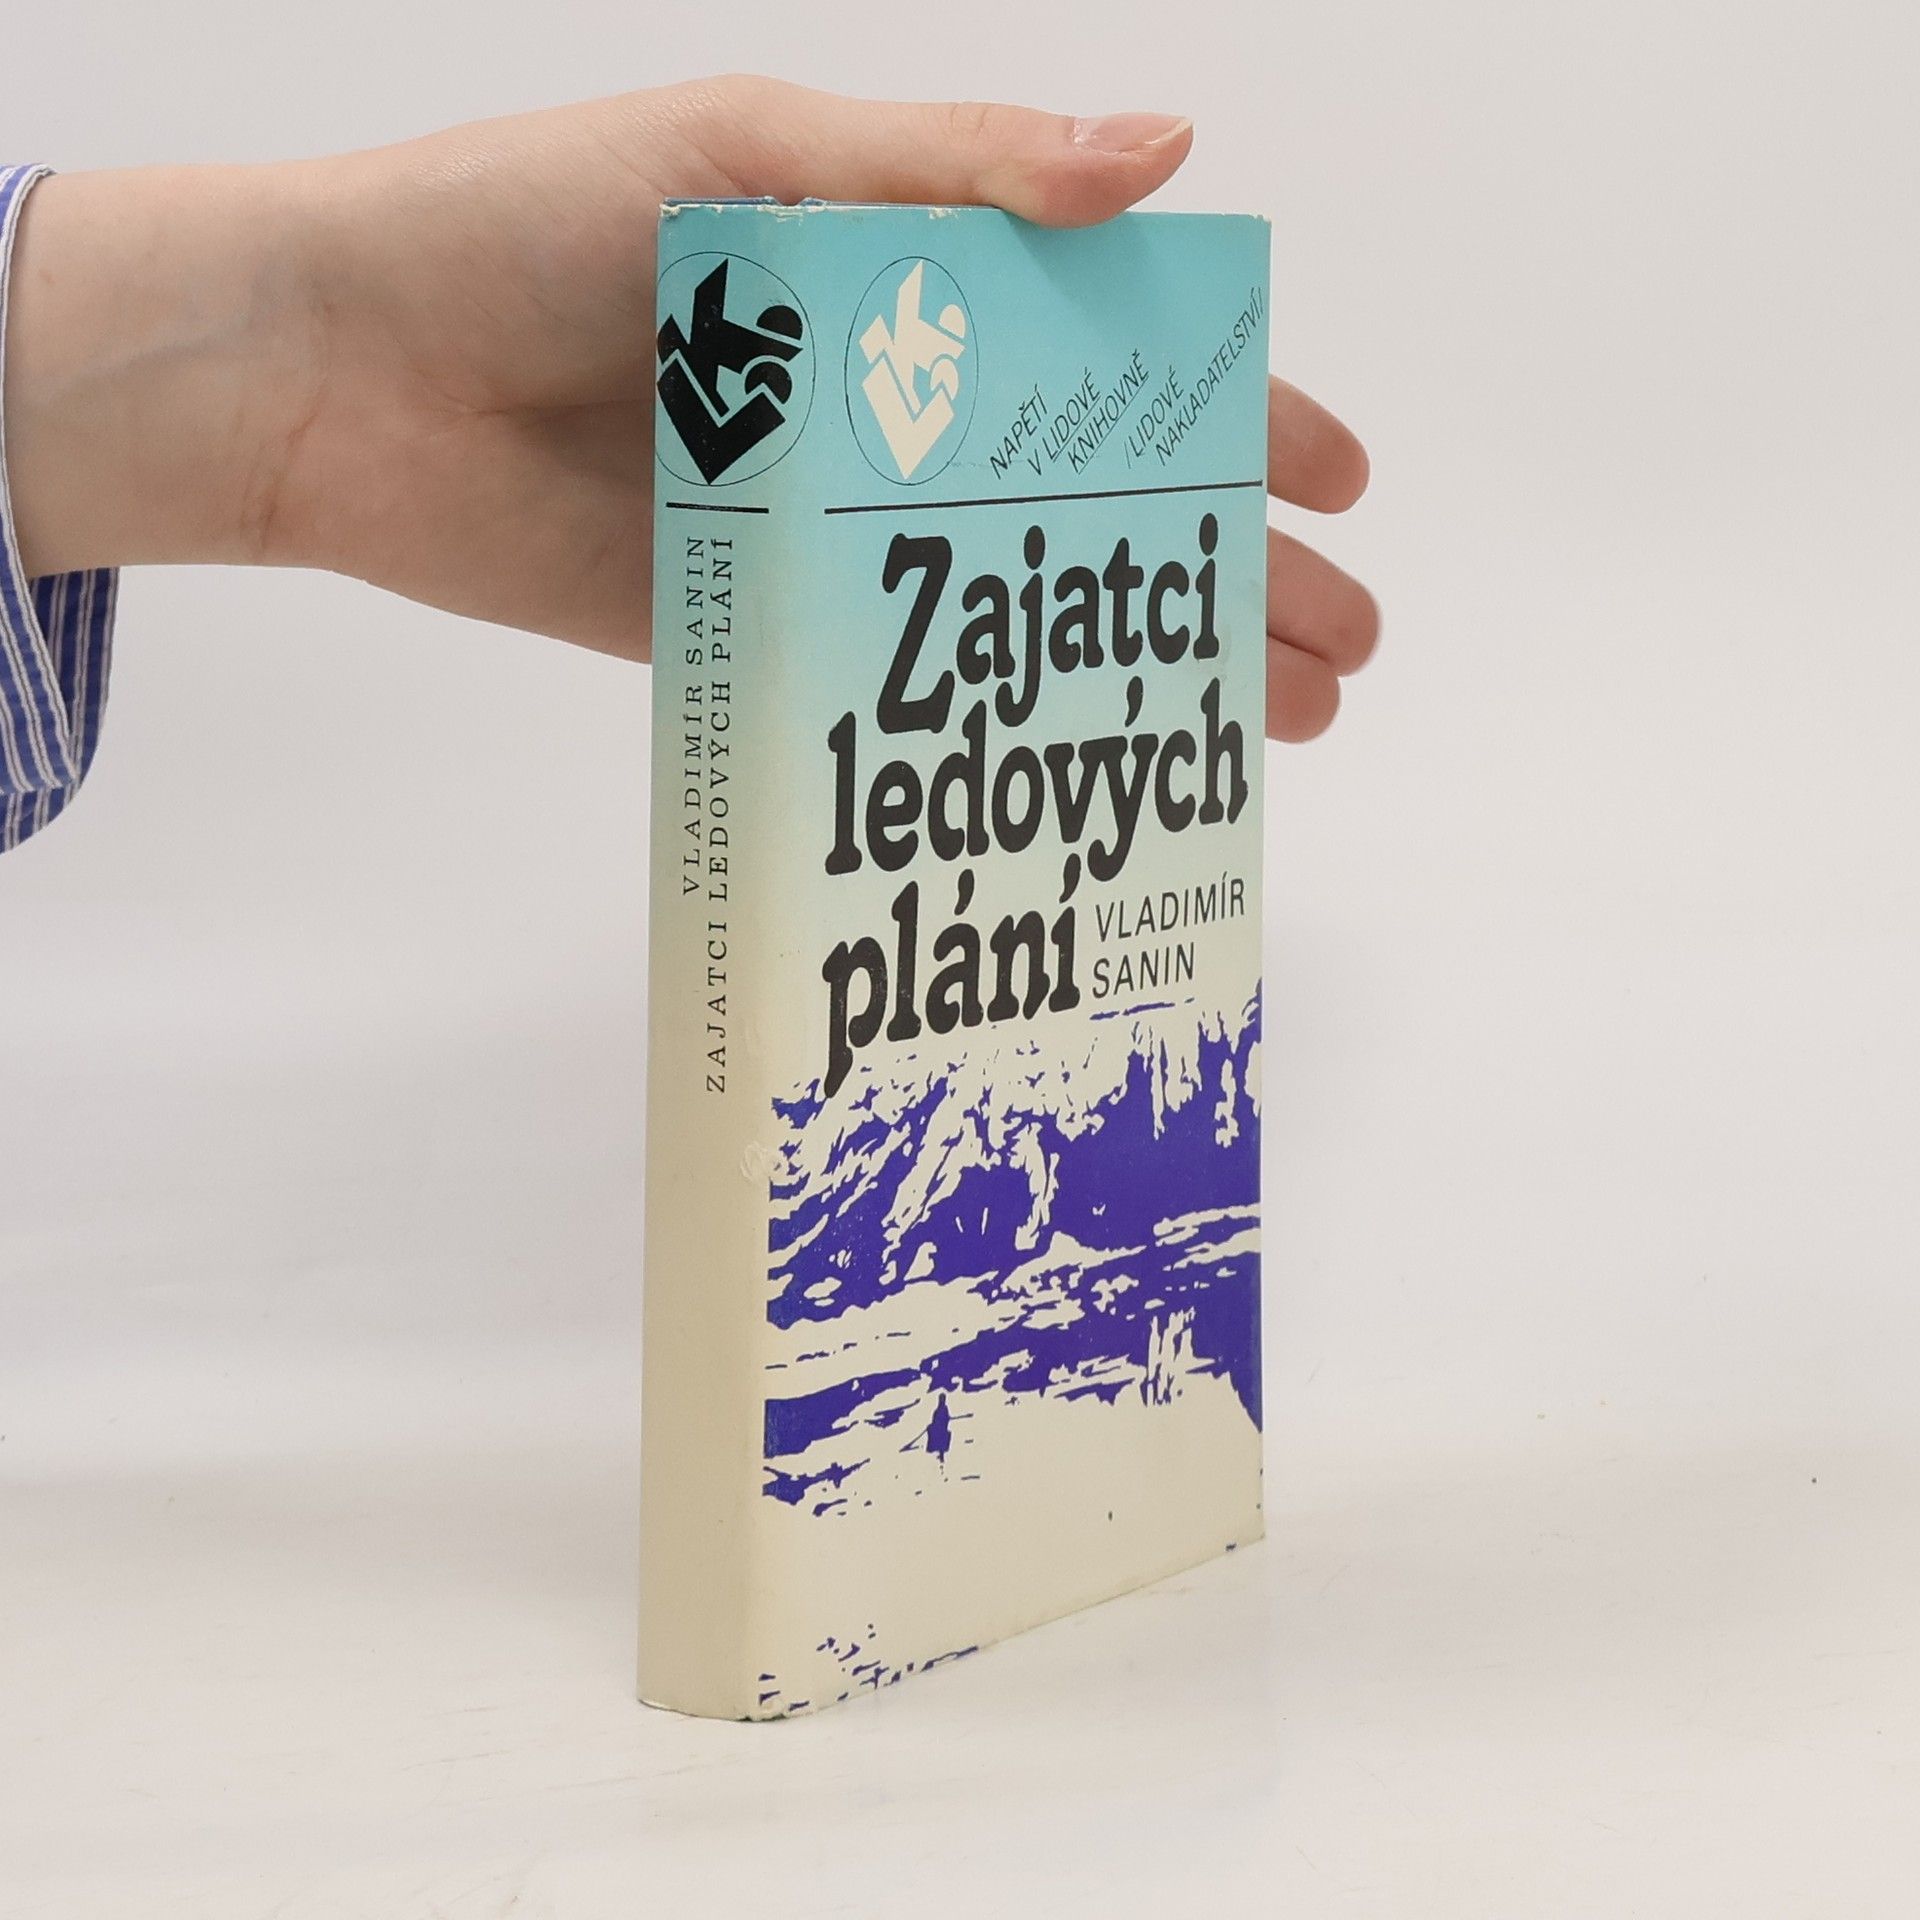 VLADIMÍR SANIN
ZAJATCI LEDOVÝCH PLÁNÍ
NAPĚTÍ
V LIDOVÉ
KNIHOVNĚ
/LIDOVÉ
NAKLADATELSTVÍ/
Zajatci
ledových
plání
VLADIMÍR
SANIN